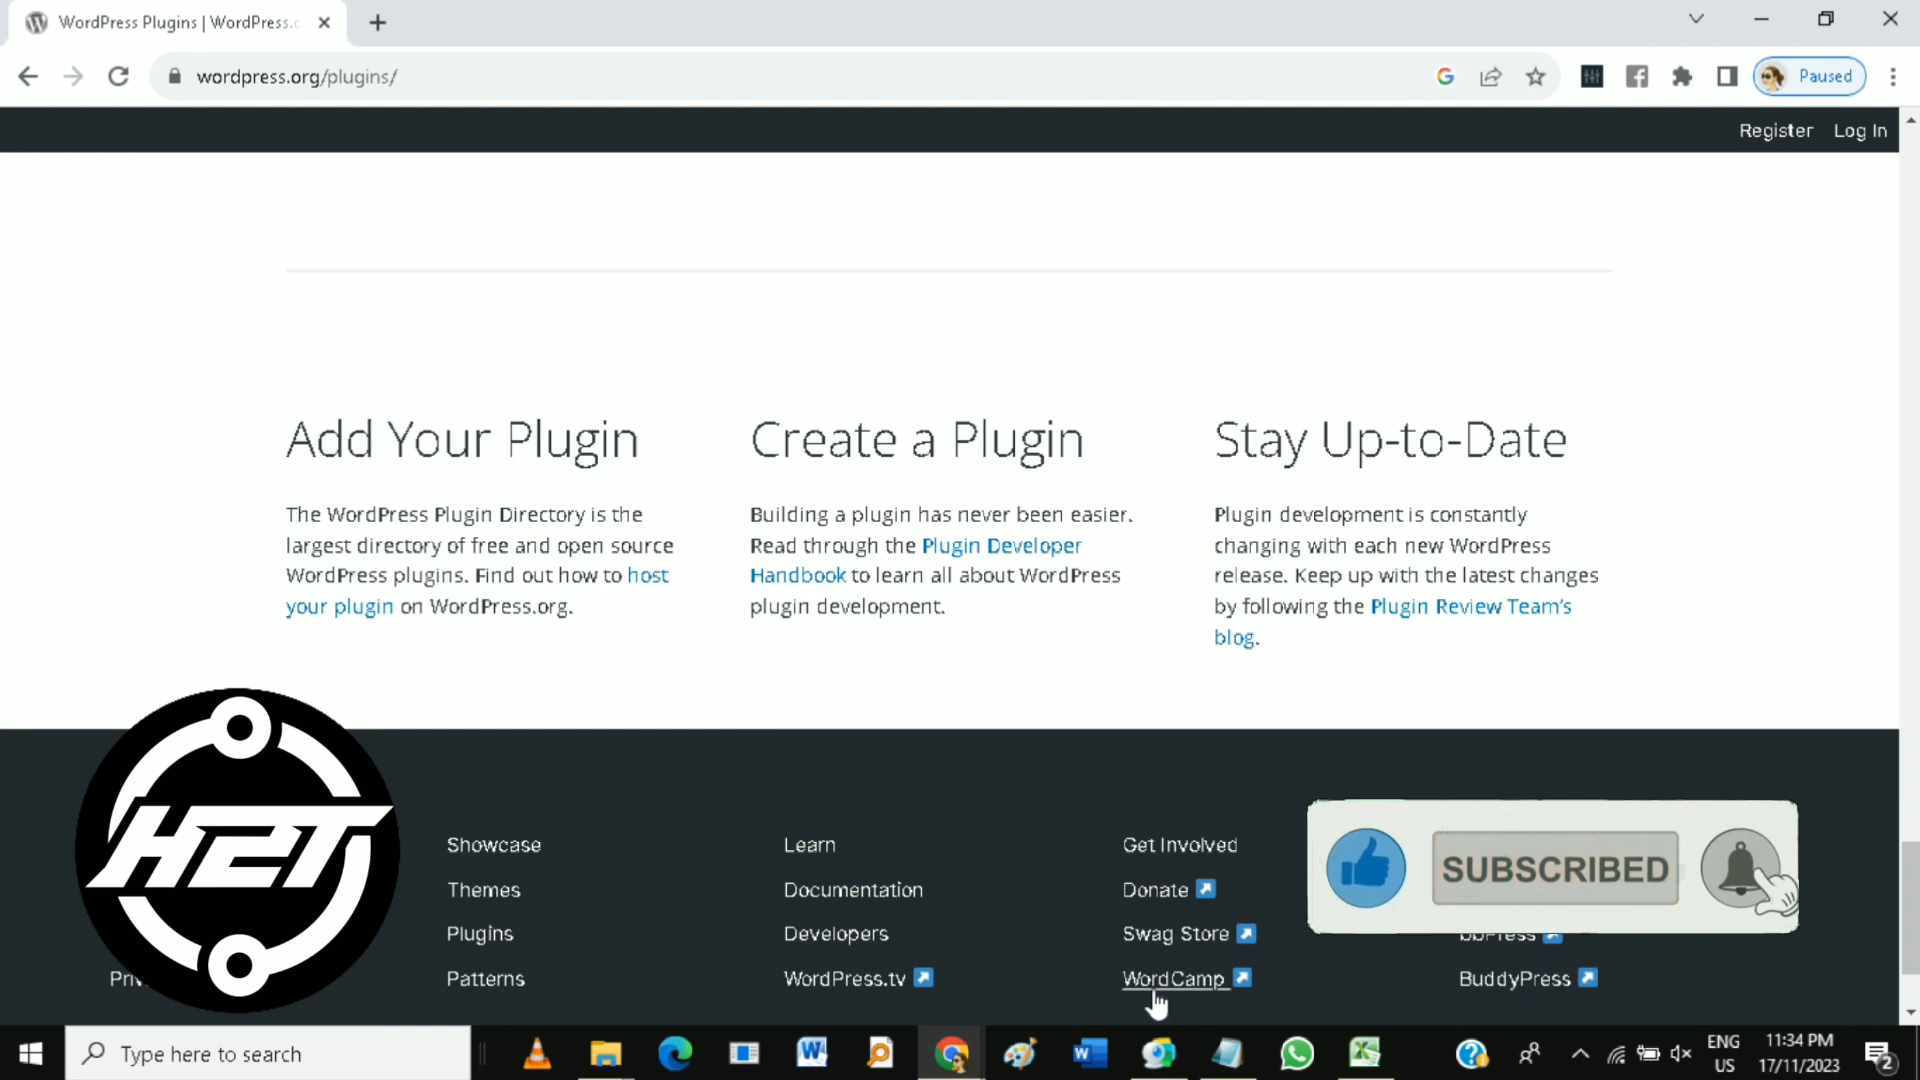 WordPress Plugins | WordPress.o
wordpress.org/plugins/
Paused
Register Log In
Add Your Plugin
The WordPress Plugin Directory is the
largest directory of free and open source
WordPress plugins. Find out how to host
your plugin on WordPress.org.
Create a Plugin
Building a plugin has never been easier.
Read through the Plugin Developer
Handbook to learn all about WordPress
plugin development.
Stay Up-to-Date
Plugin development is constantly
changing with each new WordPress
release. Keep up with the latest changes
by following the Plugin Review Team's
blog.
H2T
Showcase
Themes
Plugins
Patterns
Learn
Documentation
Developers
WordPress.tv
Get Involved
Donate
Swag Store
WordCamp
SUBSCRIBED
bbPress
BuddyPress
Type here to search
ENG
US
11:34 PM
17/11/2023
2